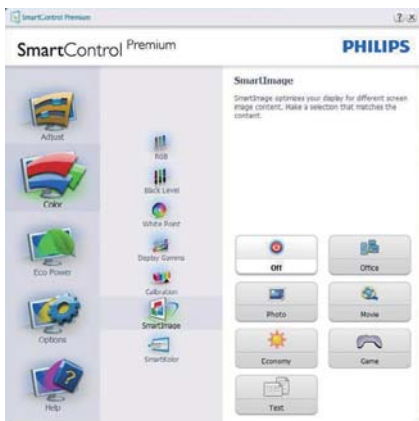 SmartControl Premium
SmartControl Premium
PHILIPS
Adjust
Color
Eco Power
Options
Help
RGB
Black Level
White Point
Display Gamma
Calibration
SmartImage
SmartKolor
SmartImage
SmartImage optimizes your display for different screen
image content. Make a selection that matches the
content.
Off
Office
Photo
Movie
Economy
Game
Text